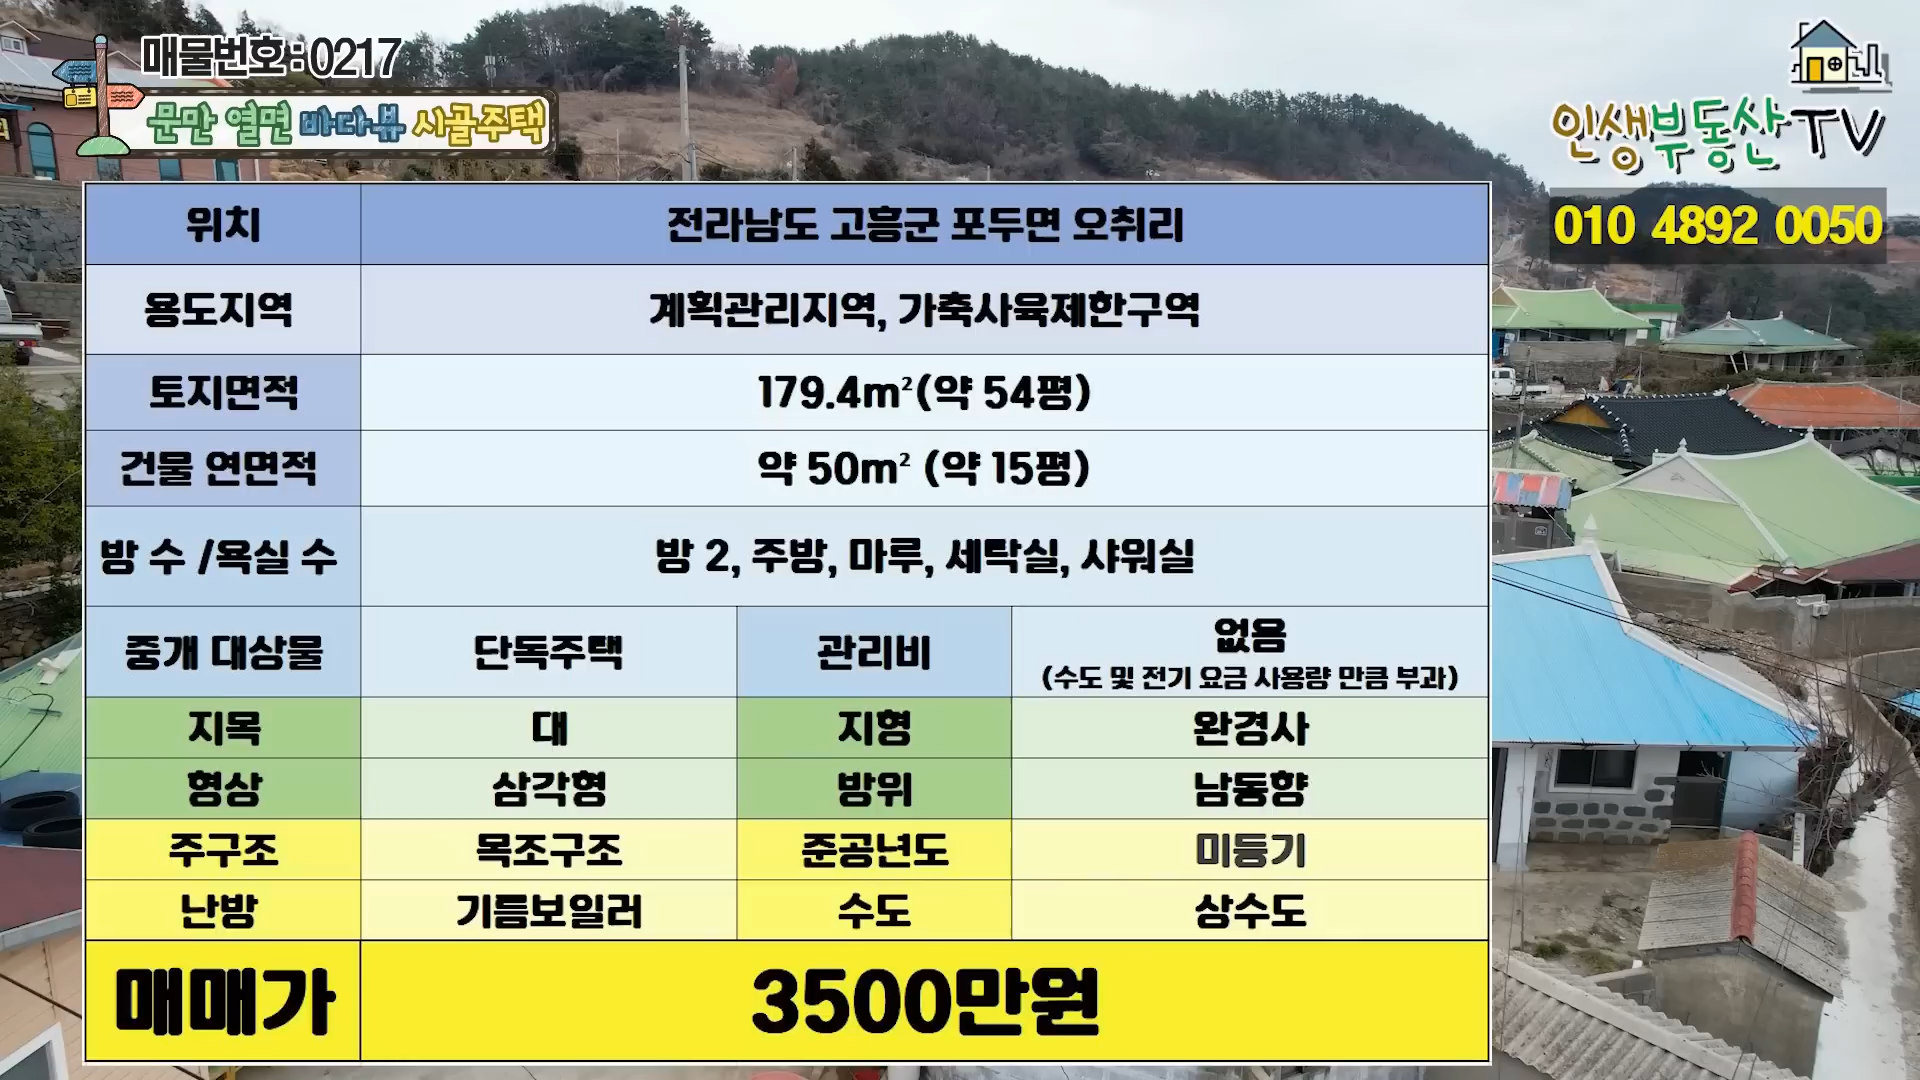 매물번호 : 0217
문만 열면 바다뷰 시골주택
인생부동산TV
010 4892 0050
위치 전라남도 고흥군 포두면 오취리
용도지역 계획관리지역, 가축사육제한구역
토지면적 179.4m²(약 54평)
건물 연면적 약 50m² (약 15평)
방 수 /욕실 수 방 2, 주방, 마루, 세탁실, 샤워실
중개 대상물 단독주택 관리비 없음
(수도 및 전기 요금 사용량 만큼 부과)
지목 대 지형 완경사
형상 삼각형 방위 남동향
주구조 목조구조 준공년도 미등기
난방 기름보일러 수도 상수도
매매가 3500만원